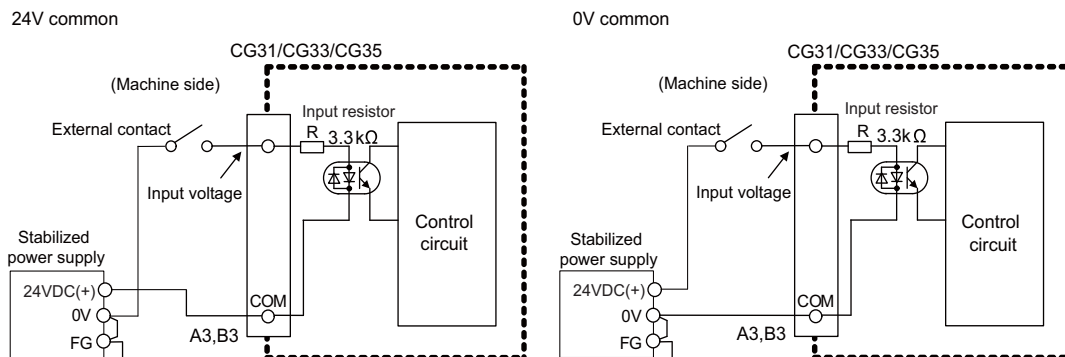 24V common
CG31/CG33/CG35
(Machine side)
Input resistor
External contact
R 3.3kΩ
Input voltage
Control
circuit
Stabilized
power supply
24VDC(+)
COM
0V
A3,B3
FG
0V common
CG31/CG33/CG35
(Machine side)
Input resistor
External contact
R 3.3kΩ
Input voltage
Control
circuit
Stabilized
power supply
24VDC(+)
COM
0V
A3,B3
FG